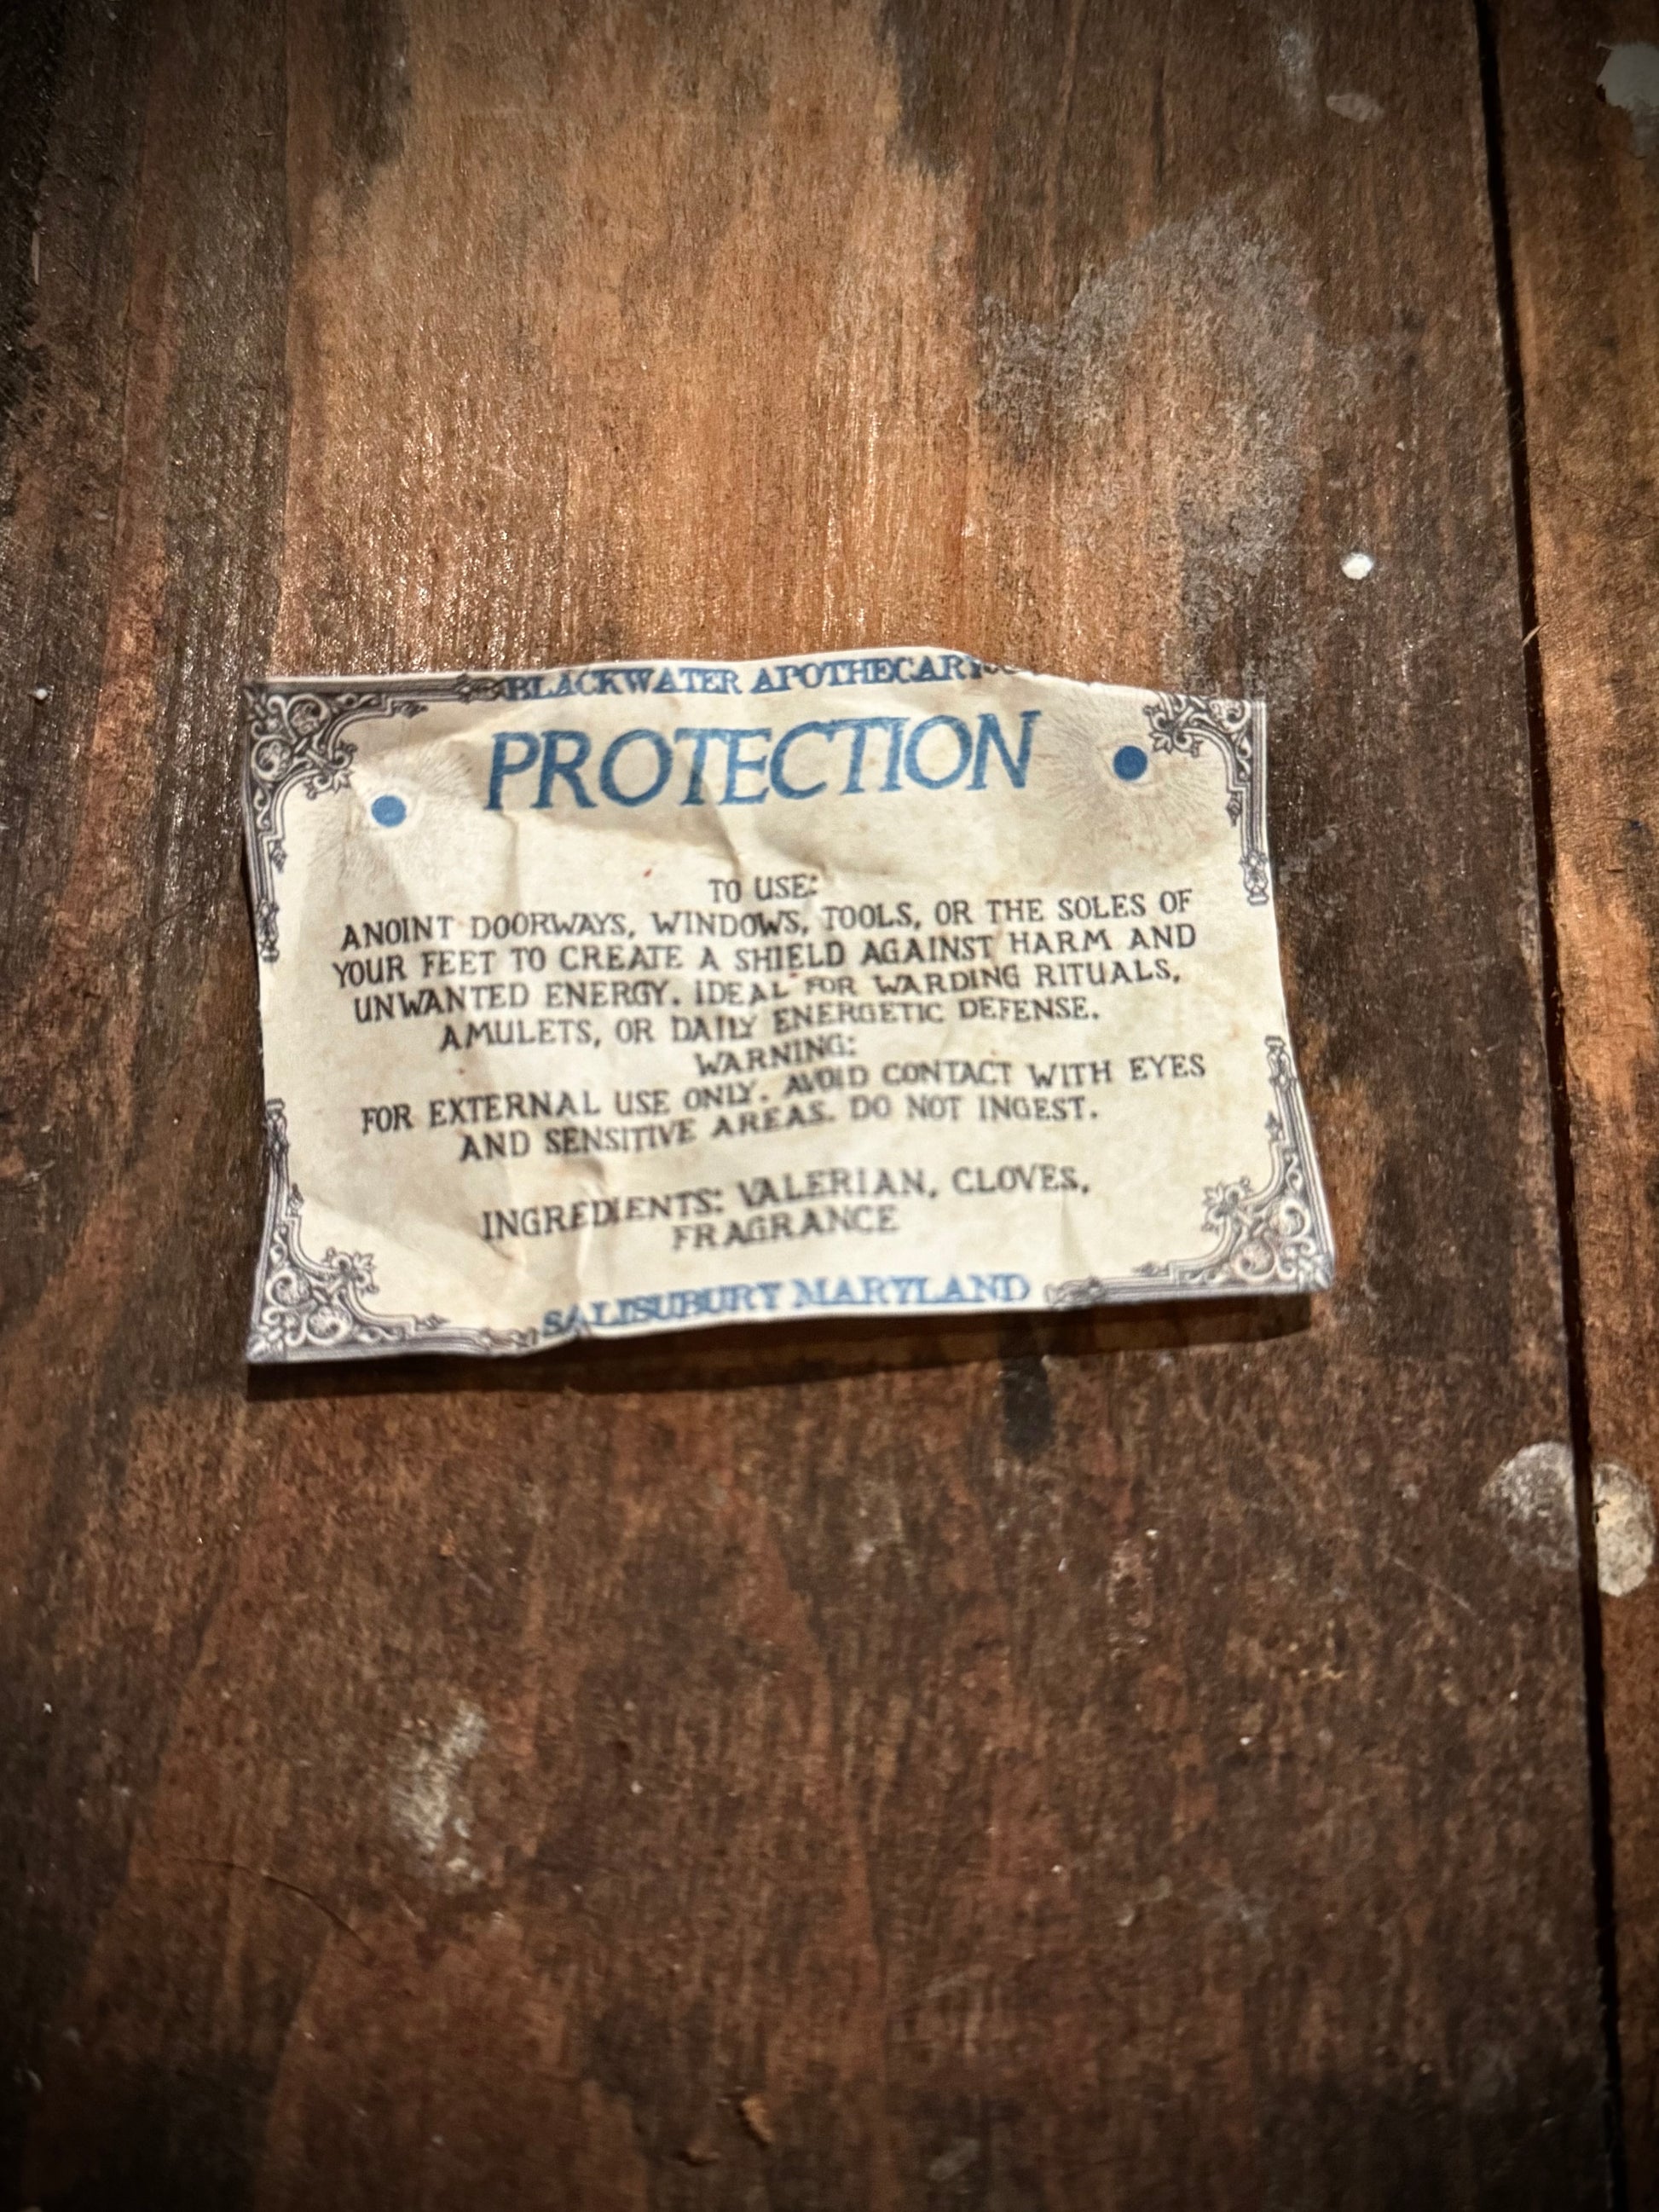 BLACKWATER APOTHECARY
PROTECTION
TO USE:
ANOINT DOORWAYS, WINDOWS, TOOLS, OR THE SOLES OF
YOUR FEET TO CREATE A SHIELD AGAINST HARM AND
UNWANTED ENERGY. IDEAL FOR WARDING RITUALS,
AMULETS, OR DAILY ENERGETIC DEFENSE.
WARNING:
FOR EXTERNAL USE ONLY. AVOID CONTACT WITH EYES
AND SENSITIVE AREAS. DO NOT INGEST.
INGREDIENTS: VALERIAN, CLOVES,
FRAGRANCE
SALISUBURY MARYLAND